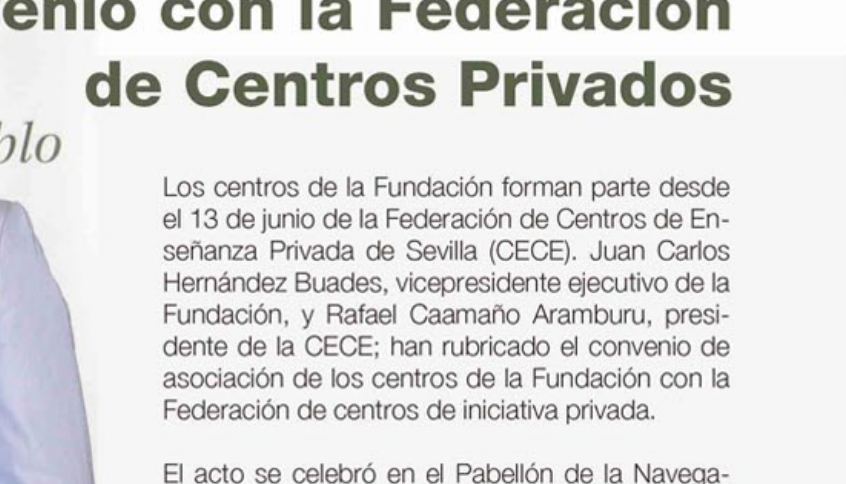 con la Federación
de Centros Privados
Los centros de la Fundación forman parte desde
el 13 de junio de la Federación de Centros de En-
señanza Privada de Sevilla (CECE). Juan Carlos
Hernández Buades, vicepresidente ejecutivo de la
Fundación, y Rafael Caamaño Aramburu, presi-
dente de la CECE; han rubricado el convenio de
asociación de los centros de la Fundación con la
Federación de centros de iniciativa privada.
El acto se celebró en el Pabellón de la Navega-